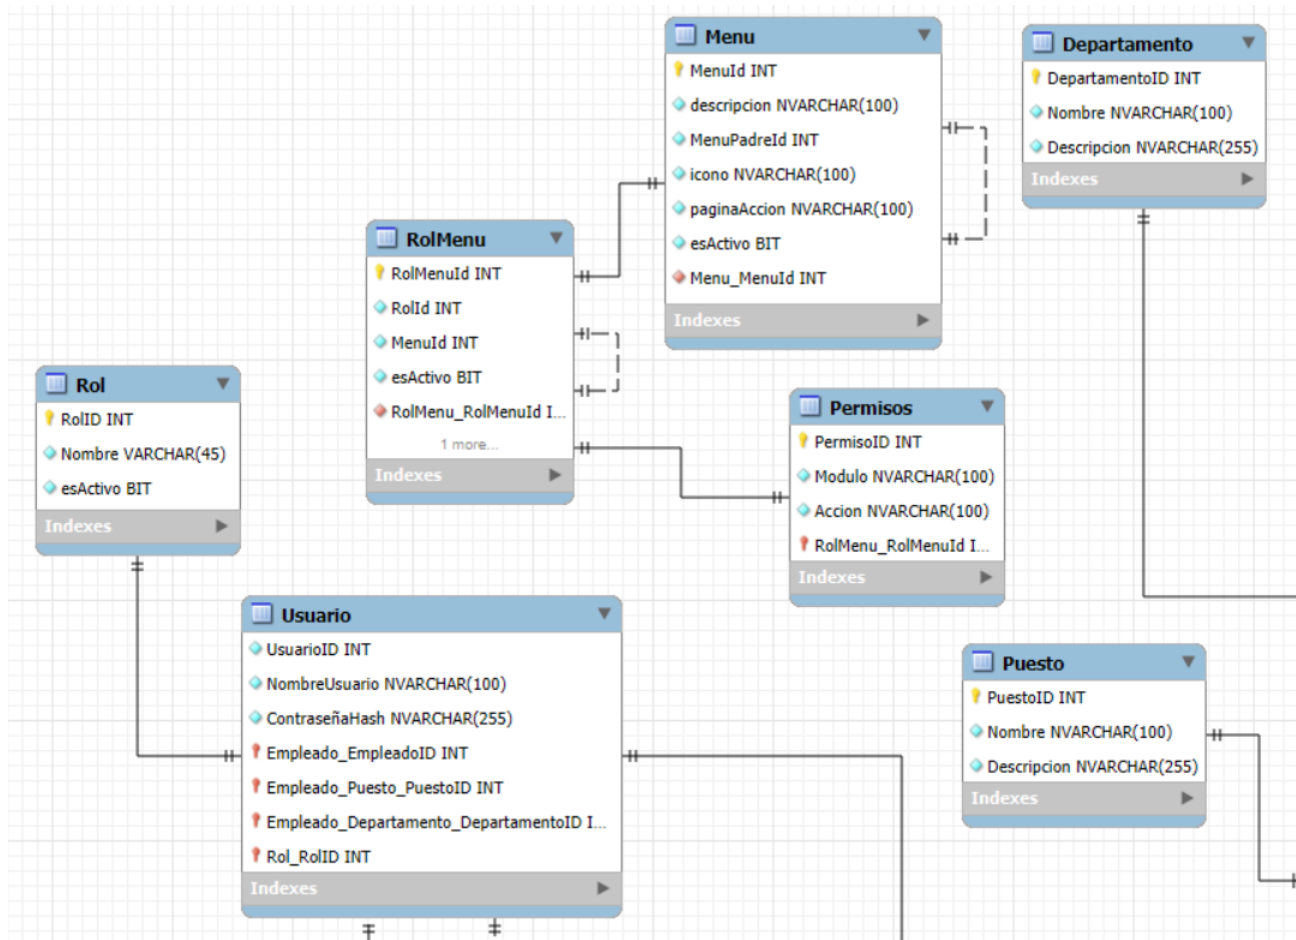 Menu
MenuId INT
descripcion NVARCHAR(100)
MenuPadreId INT
icono NVARCHAR(100)
paginaAccion NVARCHAR(100)
esActivo BIT
Menu_MenuId INT
Indexes
Departamento
DepartamentoID INT
Nombre NVARCHAR(100)
Descripcion NVARCHAR(255)
Indexes
RolMenu
RolMenuId INT
RolId INT
MenuId INT
esActivo BIT
RolMenu_RolMenuId I...
1 more...
Indexes
Rol
RolID INT
Nombre VARCHAR(45)
esActivo BIT
Indexes
Permisos
PermisoID INT
Modulo NVARCHAR(100)
Accion NVARCHAR(100)
RolMenu_RolMenuId I...
Indexes
Usuario
UsuarioID INT
NombreUsuario NVARCHAR(100)
ContraseñaHash NVARCHAR(255)
Empleado_EmpleadoID INT
Empleado_Puesto_PuestoID INT
Empleado_Departamento_DepartamentoID I...
Rol_RolID INT
Indexes
Puesto
PuestoID INT
Nombre NVARCHAR(100)
Descripcion NVARCHAR(255)
Indexes